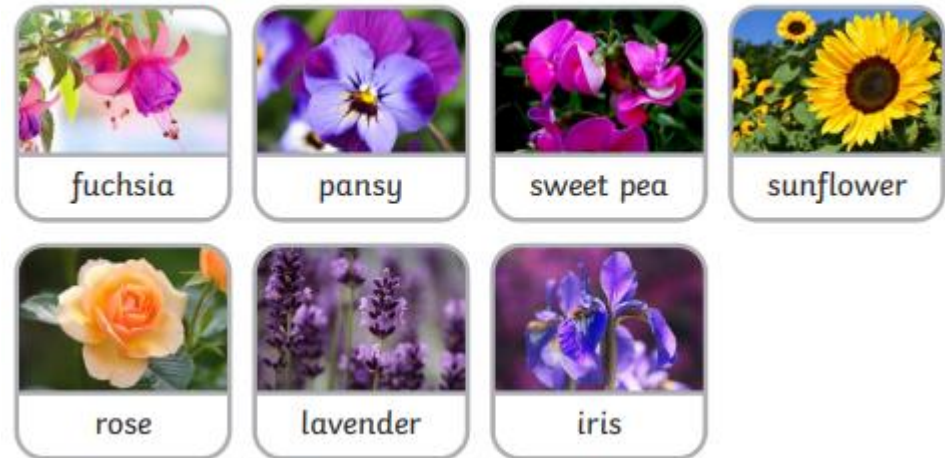 fuchsia
pansy
sweet pea
sunflower
rose
lavender
iris